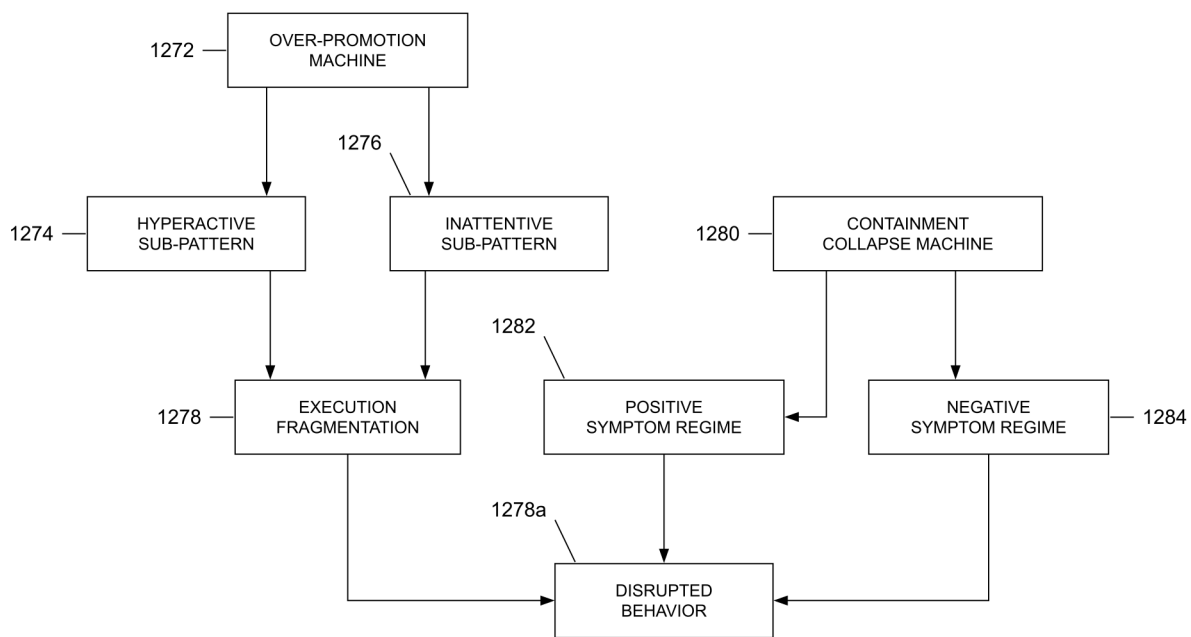 OVER-PROMOTION
MACHINE
1272
1276
HYPERACTIVE
SUB-PATTERN
1274
INATTENTIVE
SUB-PATTERN
CONTAINMENT
COLLAPSE MACHINE
1280
1282
EXECUTION
FRAGMENTATION
1278
POSITIVE
SYMPTOM REGIME
NEGATIVE
SYMPTOM REGIME
1284
1278a
DISRUPTED
BEHAVIOR